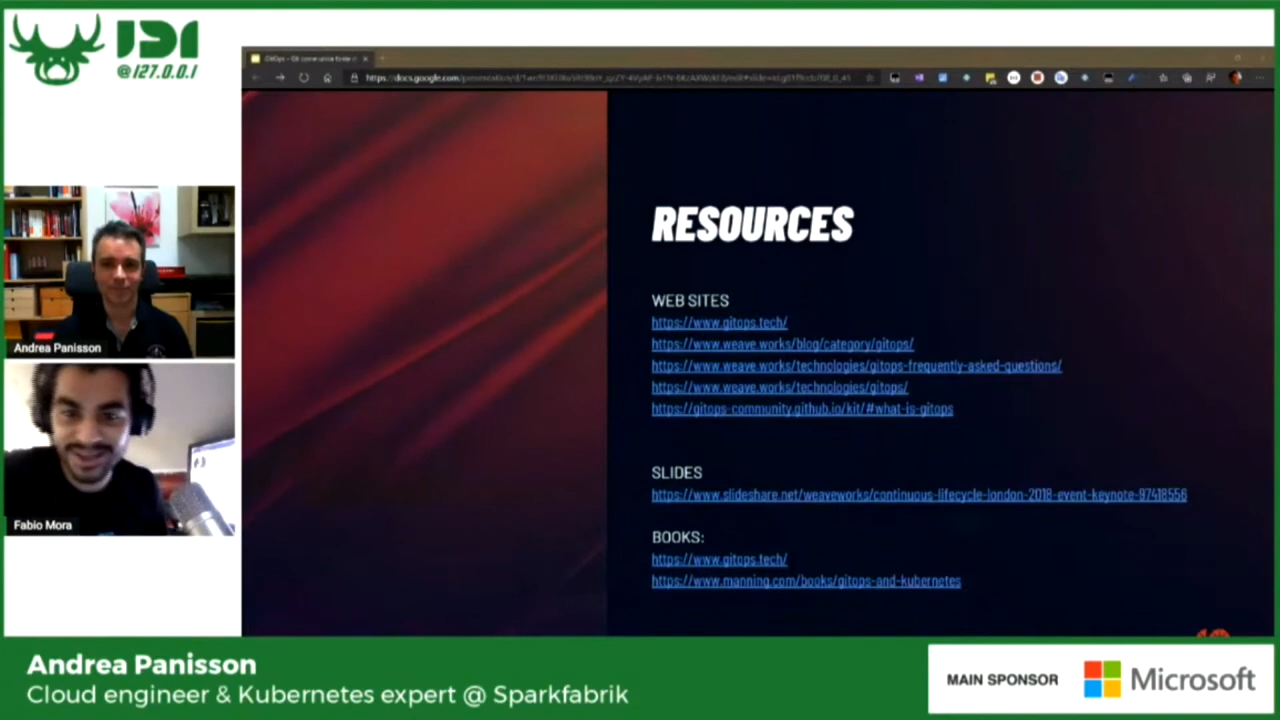 IDI
@127.0.0.1
RESOURCES
WEB SITES
https://www.gitops.tech/
https://www.weave.works/blog/category/gitops/
https://www.weave.works/technologies/gitops-frequently-asked-questions/
https://www.weave.works/technologies/gitops/
https://gitops-community.github.io/kit/#what-is-gitops
SLIDES
https://www.slideshare.net/weaveworks/continuous-lifecycle-london-2018-event-keynote-97418556
BOOKS:
https://www.gitops.tech/
https://www.manning.com/books/gitops-and-kubernetes
Andrea Panisson
Fabio Mora
Andrea Panisson
Cloud engineer & Kubernetes expert @ Sparkfabrik
MAIN SPONSOR
Microsoft